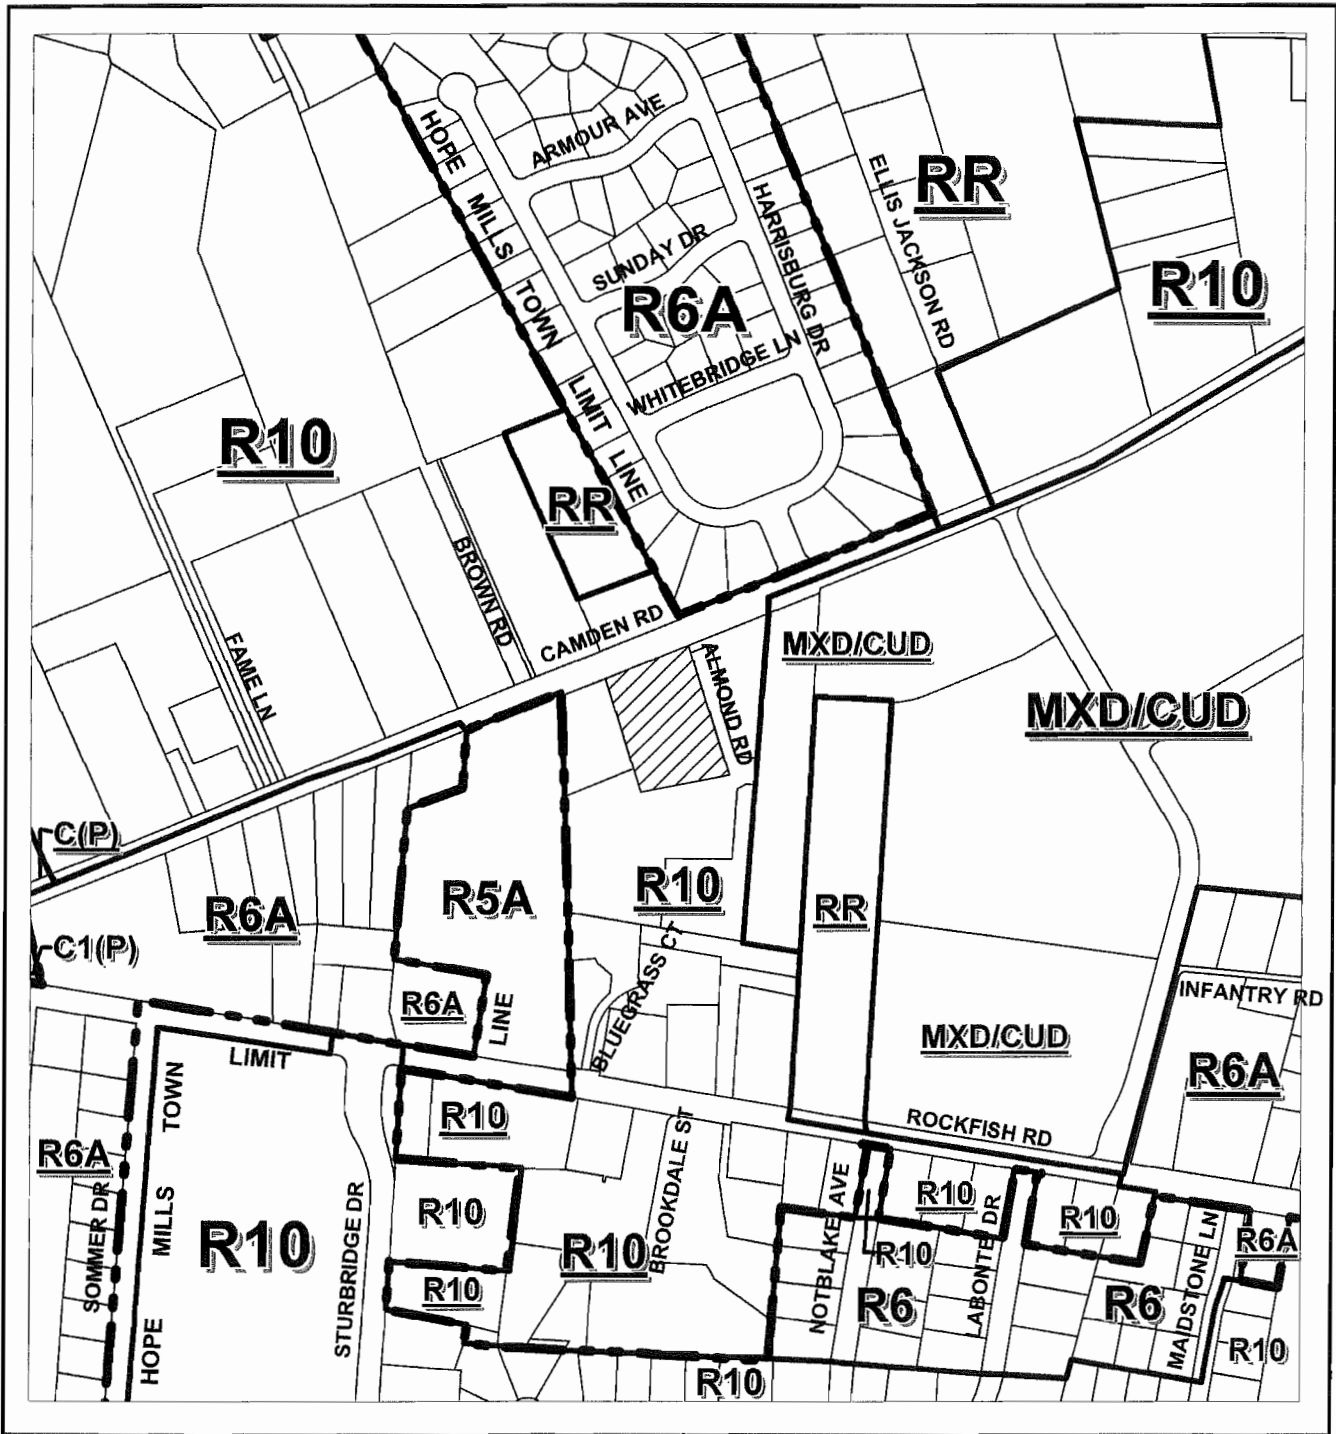 HOPE MILLS TOWN LIMIT LINE
ARMOUR AVE
SUNDAY DR
HARRISBURG DR
ELLIS JACKSON RD
RR
R10
R6A
WHITEBRIDGE LN
R10
RR
BROWN RD
CAMDEN RD
FAME LN
ALMOND RD
MXD/CUD
MXD/CUD
C(P)
R5A
R10
RR
R6A
C1(P)
R6A
LINE
BLUEGRASS CT
INFANTRY RD
MXD/CUD
R6A
LIMIT
TOWN
R10
ROCKFISH RD
R6A
SOMMER DR
MILLS
R10
STURBRIDGE DR
R10
R10
BROOKDALE ST
NOTBLAKE AVE
R10
R10
LABONTE DR
R10
MAIDSTONE LN
R6A
R10
R6
R6
HOPE
R10
R10